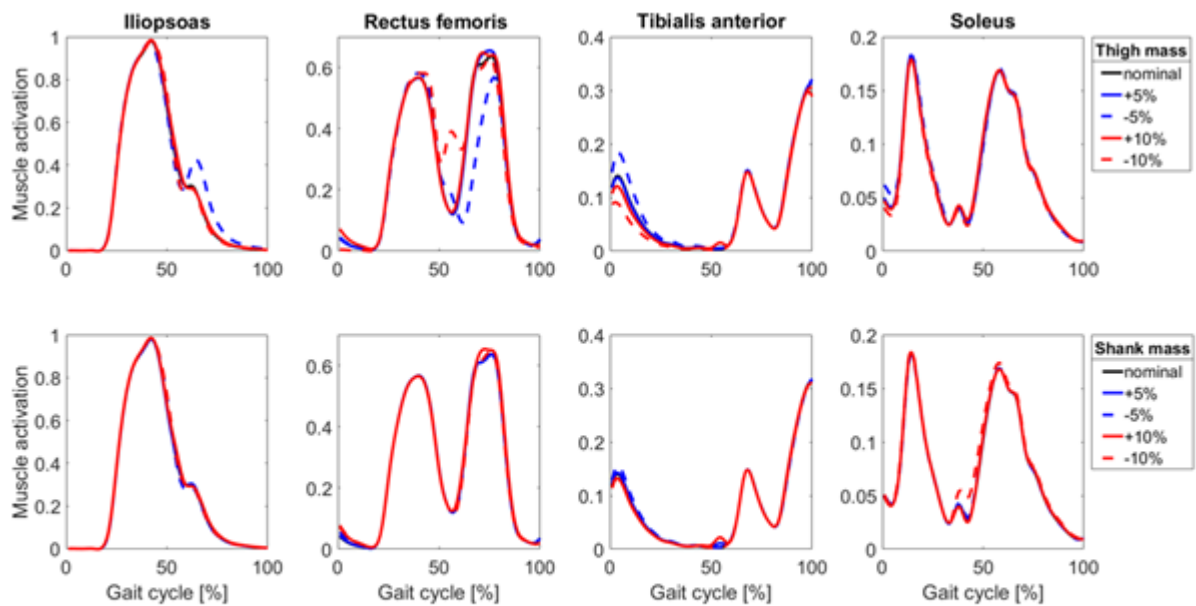 Iliopsoas Rectus femoris Tibialis anterior Soleus
Muscle activation
1
0.8
0.6
0.4
0.2
0
0 50 100
0.6
0.4
0.2
0
0 50 100
0.4
0.3
0.2
0.1
0
0 50 100
0.2
0.15
0.1
0.05
0
0 50 100
Thigh mass
nominal
+5%
-5%
+10%
-10%
Muscle activation
1
0.8
0.6
0.4
0.2
0
0 50 100
Gait cycle [%]
0.6
0.4
0.2
0
0 50 100
Gait cycle [%]
0.4
0.3
0.2
0.1
0
0 50 100
Gait cycle [%]
0.2
0.15
0.1
0.05
0
0 50 100
Gait cycle [%]
Shank mass
nominal
+5%
-5%
+10%
-10%